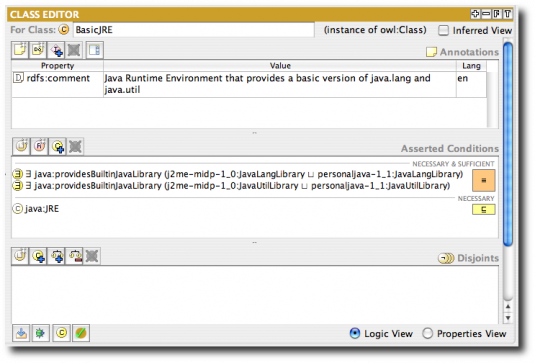 CLASS EDITOR
For Class: BasicJRE (instance of owl:Class) Inferred View
Annotations
Property Value Lang
rdfs:comment Java Runtime Environment that provides a basic version of java.lang and en
java.util
Asserted Conditions
NECESSARY & SUFFICIENT
∃ java:providesBuiltinJavaLibrary (j2me-midp-1_0:JavaLangLibrary ⊔ personaljava-1_1:JavaLangLibrary)
∃ java:providesBuiltinJavaLibrary (j2me-midp-1_0:JavaUtilLibrary ⊔ personaljava-1_1:JavaUtilLibrary)
NECESSARY
java:JRE
Disjoints
Logic View Properties View